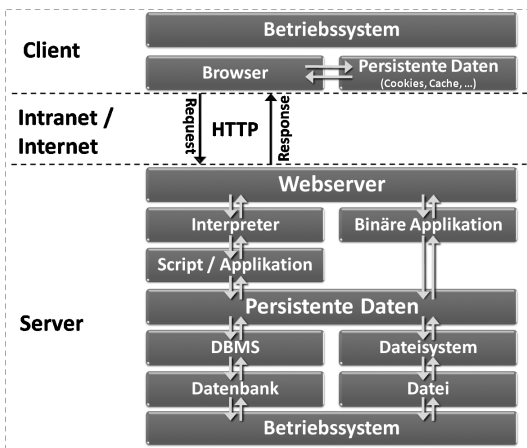 Client
Betriebssystem
Browser
Persistente Daten
(Cookies, Cache, ...)
Intranet /
Internet
Request
HTTP
Response
Server
Webserver
Interpreter
Binäre Applikation
Script / Applikation
Persistente Daten
DBMS
Dateisystem
Datenbank
Datei
Betriebssystem